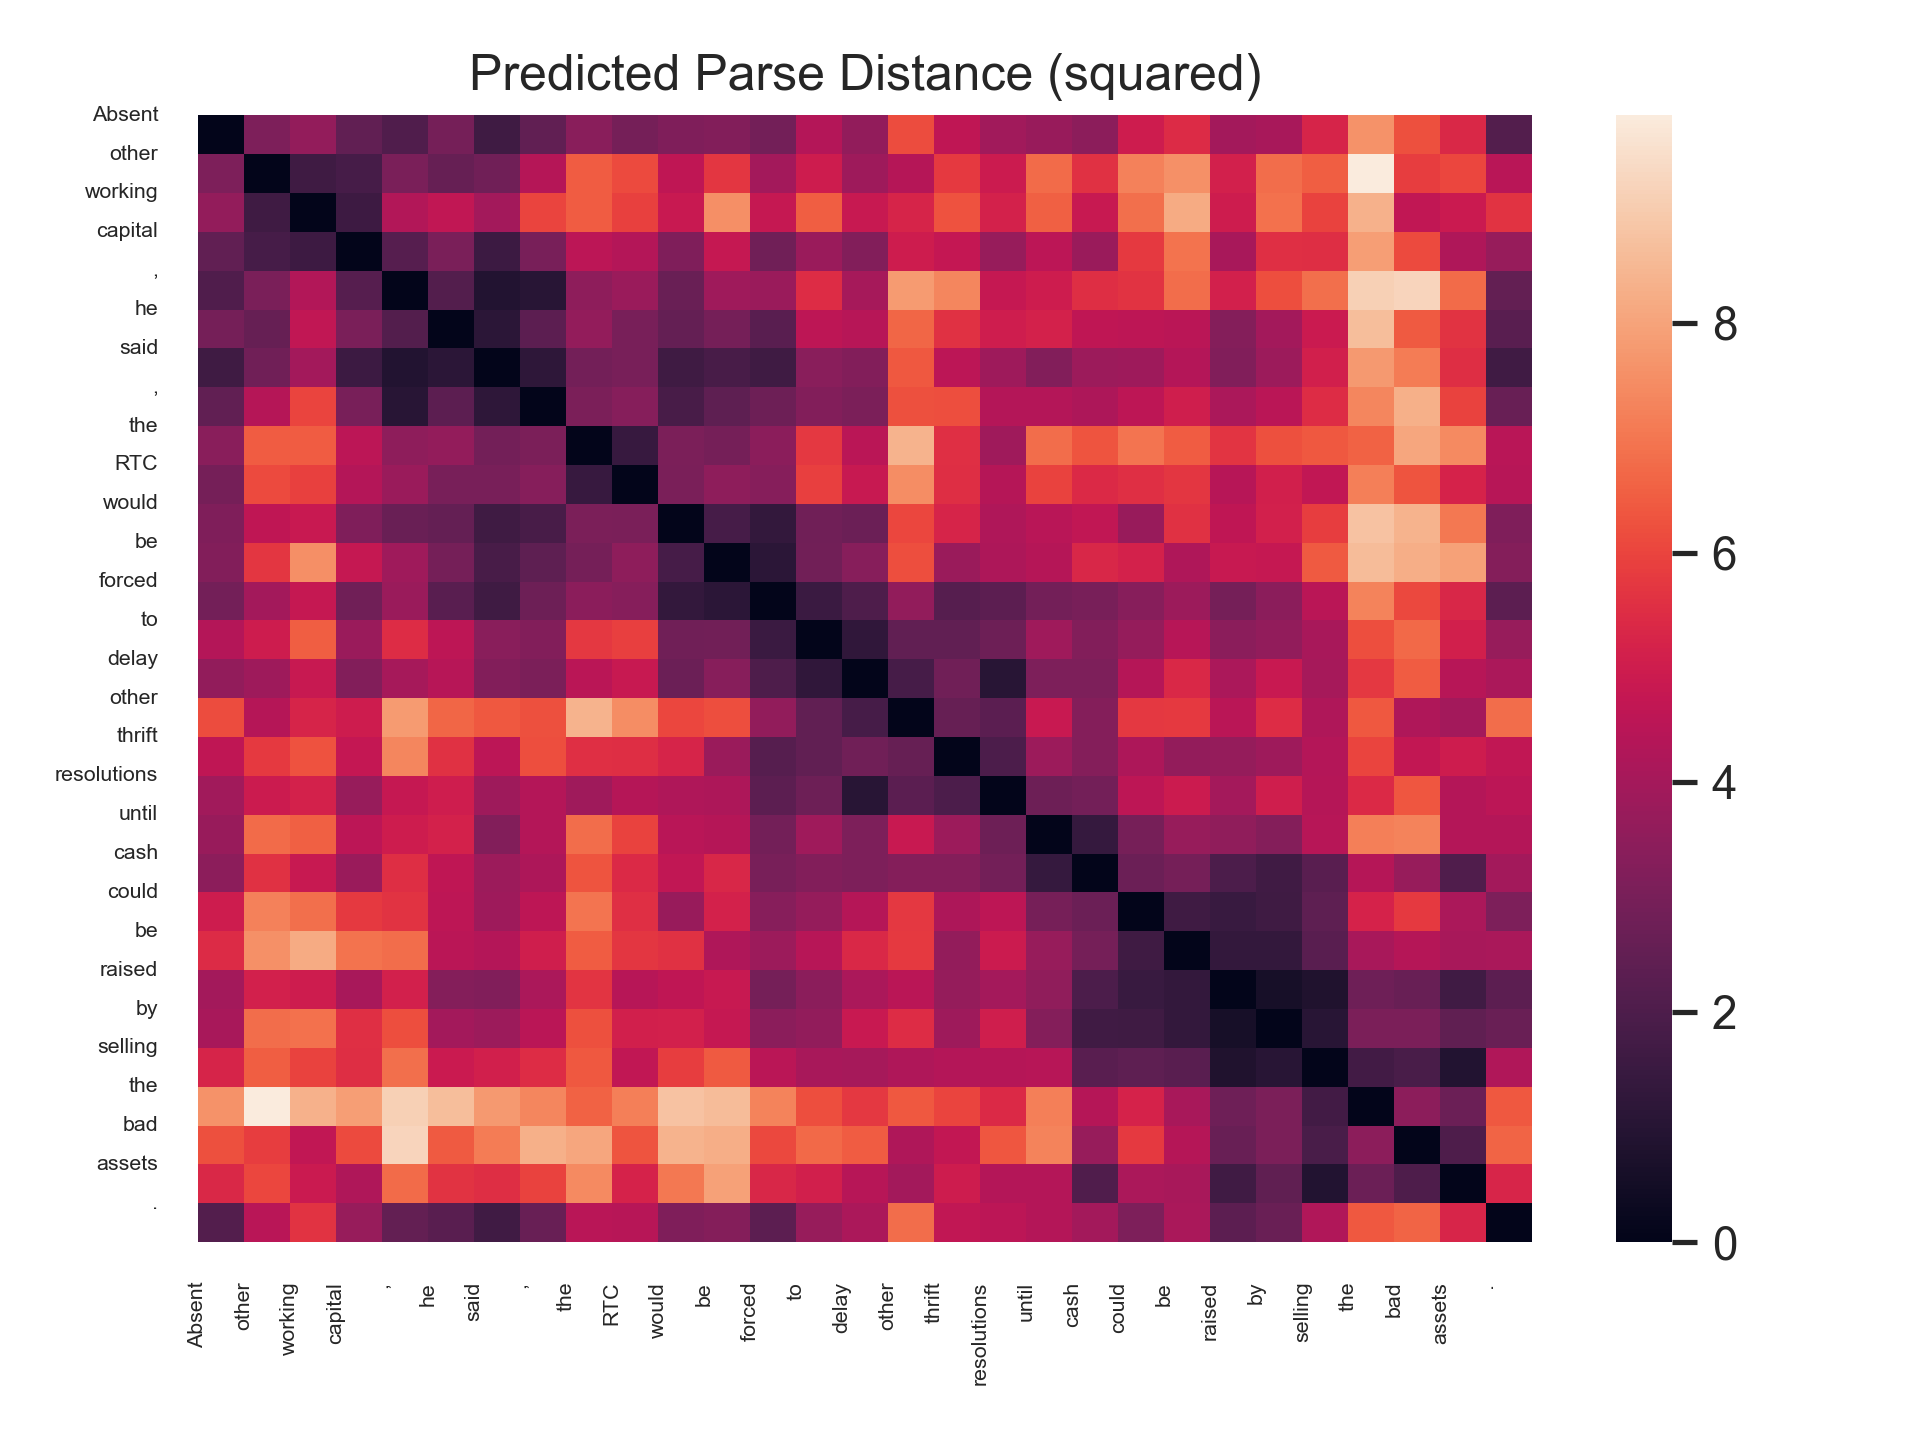 Predicted Parse Distance (squared)
Absent
other
working
capital
,
he
said
,
the
RTC
would
be
forced
to
delay
other
thrift
resolutions
until
cash
could
be
raised
by
selling
the
bad
assets
.
8
6
4
2
0
Absent other working capital , he said , the RTC would be forced to delay other thrift resolutions until cash could be raised by selling the bad assets .